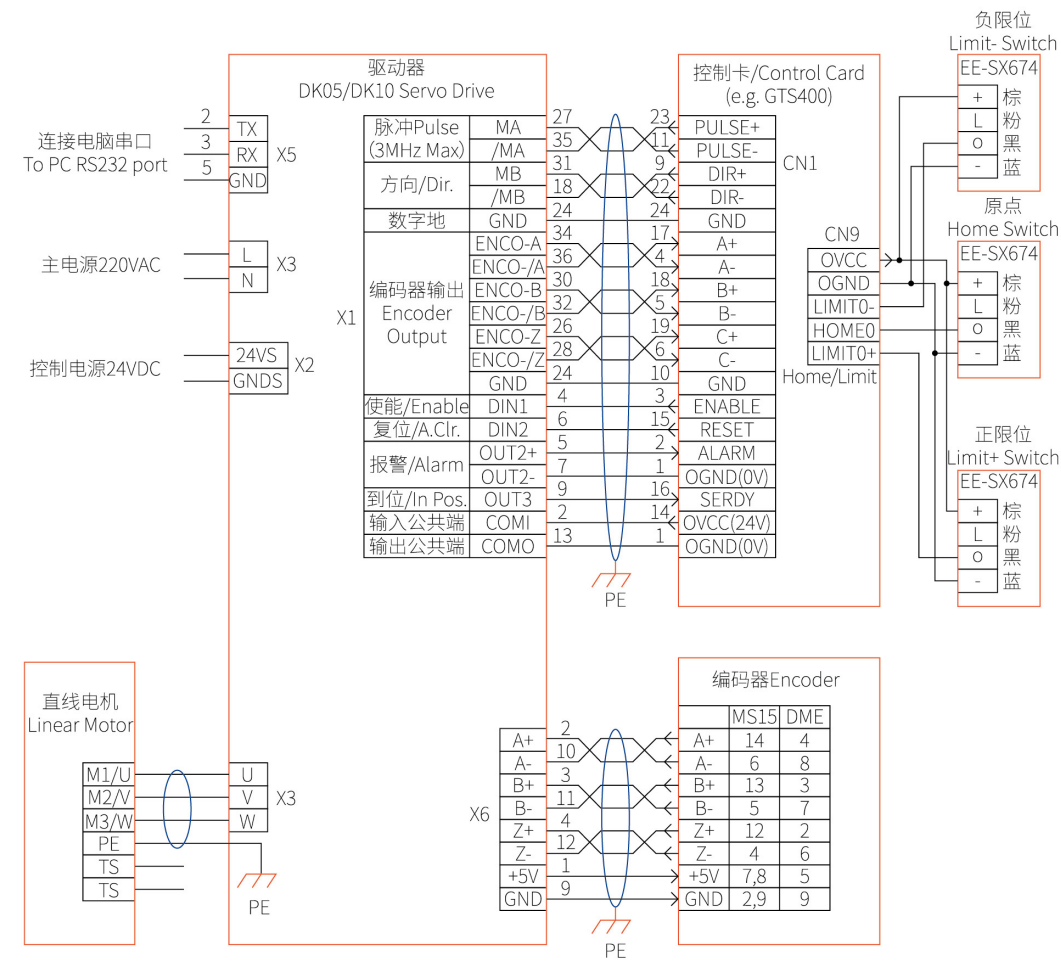 负限位
Limit- Switch
EE-SX674
+ 棕
L 粉
O 黑
- 蓝
原点
Home Switch
EE-SX674
+ 棕
L 粉
O 黑
- 蓝
正限位
Limit+ Switch
EE-SX674
+ 棕
L 粉
O 黑
- 蓝
驱动器
DK05/DK10 Servo Drive
控制卡/Control Card
(e.g. GTS400)
连接电脑串口
To PC RS232 port
2 TX
3 RX
5 GND
X5
主电源220VAC
L
N
X3
控制电源24VDC
24VS
GNDS
X2
X1
脉冲Pulse
(3MHz Max)
MA 27 23 PULSE+
/MA 35 11 PULSE-
方向/Dir.
MB 31 9 DIR+
/MB 18 22 DIR-
数字地 GND 24 24 GND
编码器输出
Encoder
Output
ENCO-A 34 17 A+
ENCO-/A 36 4 A-
ENCO-B 30 18 B+
ENCO-/B 32 5 B-
ENCO-Z 26 19 C+
ENCO-/Z 28 6 C-
GND 24 10 GND
使能/Enable DIN1 4 3 ENABLE
复位/A.Clr. DIN2 6 15 RESET
报警/Alarm
OUT2+ 5 2 ALARM
OUT2- 7 1 OGND(0V)
到位/In Pos. OUT3 9 16 SERDY
输入公共端 COMI 2 14 OVCC(24V)
输出公共端 COMO 13 1 OGND(0V)
PE
CN1
CN9
OVCC
OGND
LIMIT0-
HOME0
LIMIT0+
Home/Limit
直线电机
Linear Motor
M1/U U
M2/V V
M3/W W
X3
PE
TS
TS
PE
X6
编码器Encoder
MS15 DME
A+ 2 A+ 14 4
A- 10 A- 6 8
B+ 3 B+ 13 3
B- 11 B- 5 7
Z+ 4 Z+ 12 2
Z- 12 Z- 4 6
+5V 1 +5V 7,8 5
GND 9 GND 2,9 9
PE